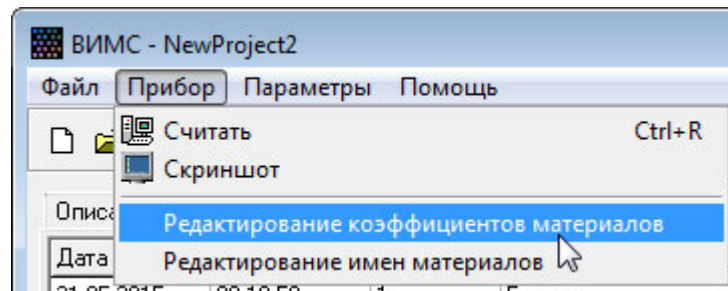 ВИМС - NewProject2
Файл Прибор Параметры Помощь
Считать Ctrl+R
Скриншот
Редактирование коэффициентов материалов
Дата Редактирование имен материалов